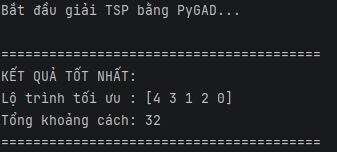 Bắt đầu giải TSP bằng PyGAD...
========================================
KẾT QUẢ TỐT NHẤT:
Lộ trình tối ưu : [4 3 1 2 0]
Tổng khoảng cách: 32
========================================